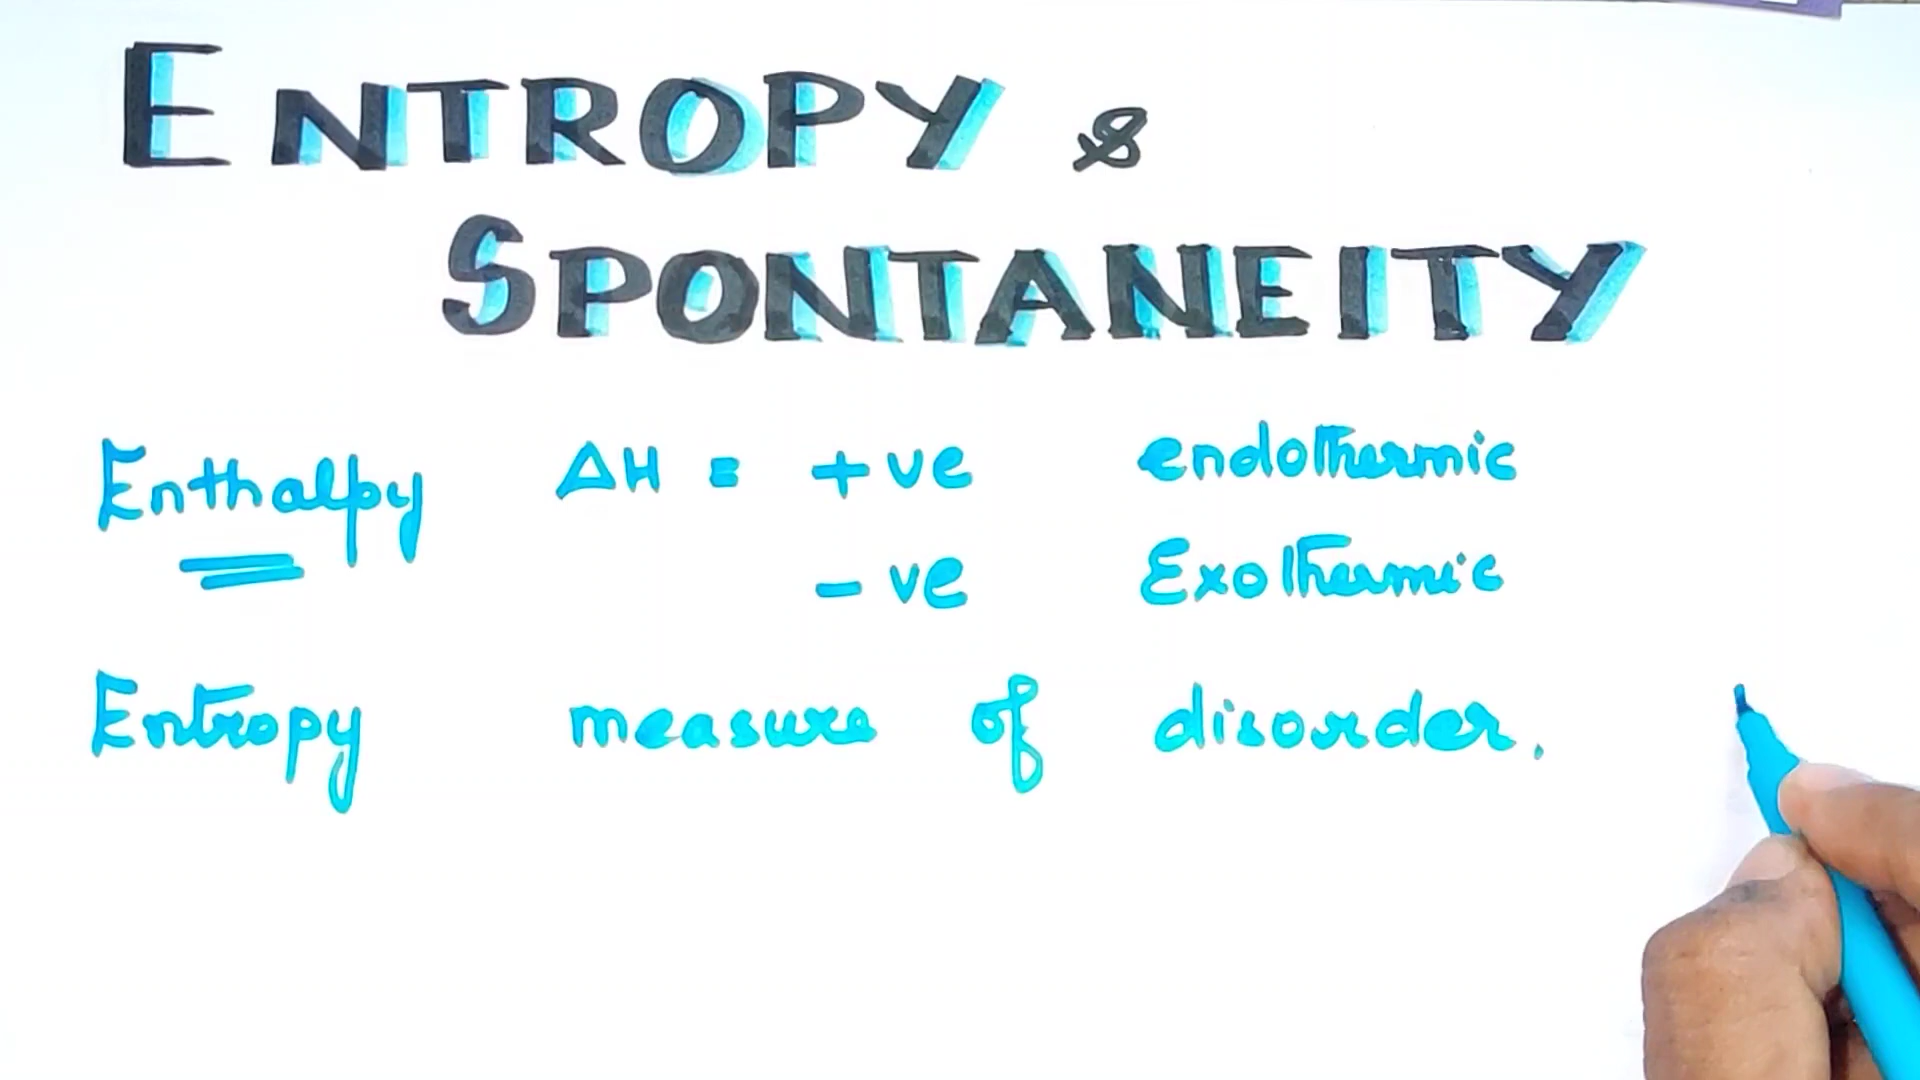 ENTROPY &
SPONTANEITY
Enthalpy ΔH = +ve endothermic
-ve Exothermic
Entropy measure of disorder.